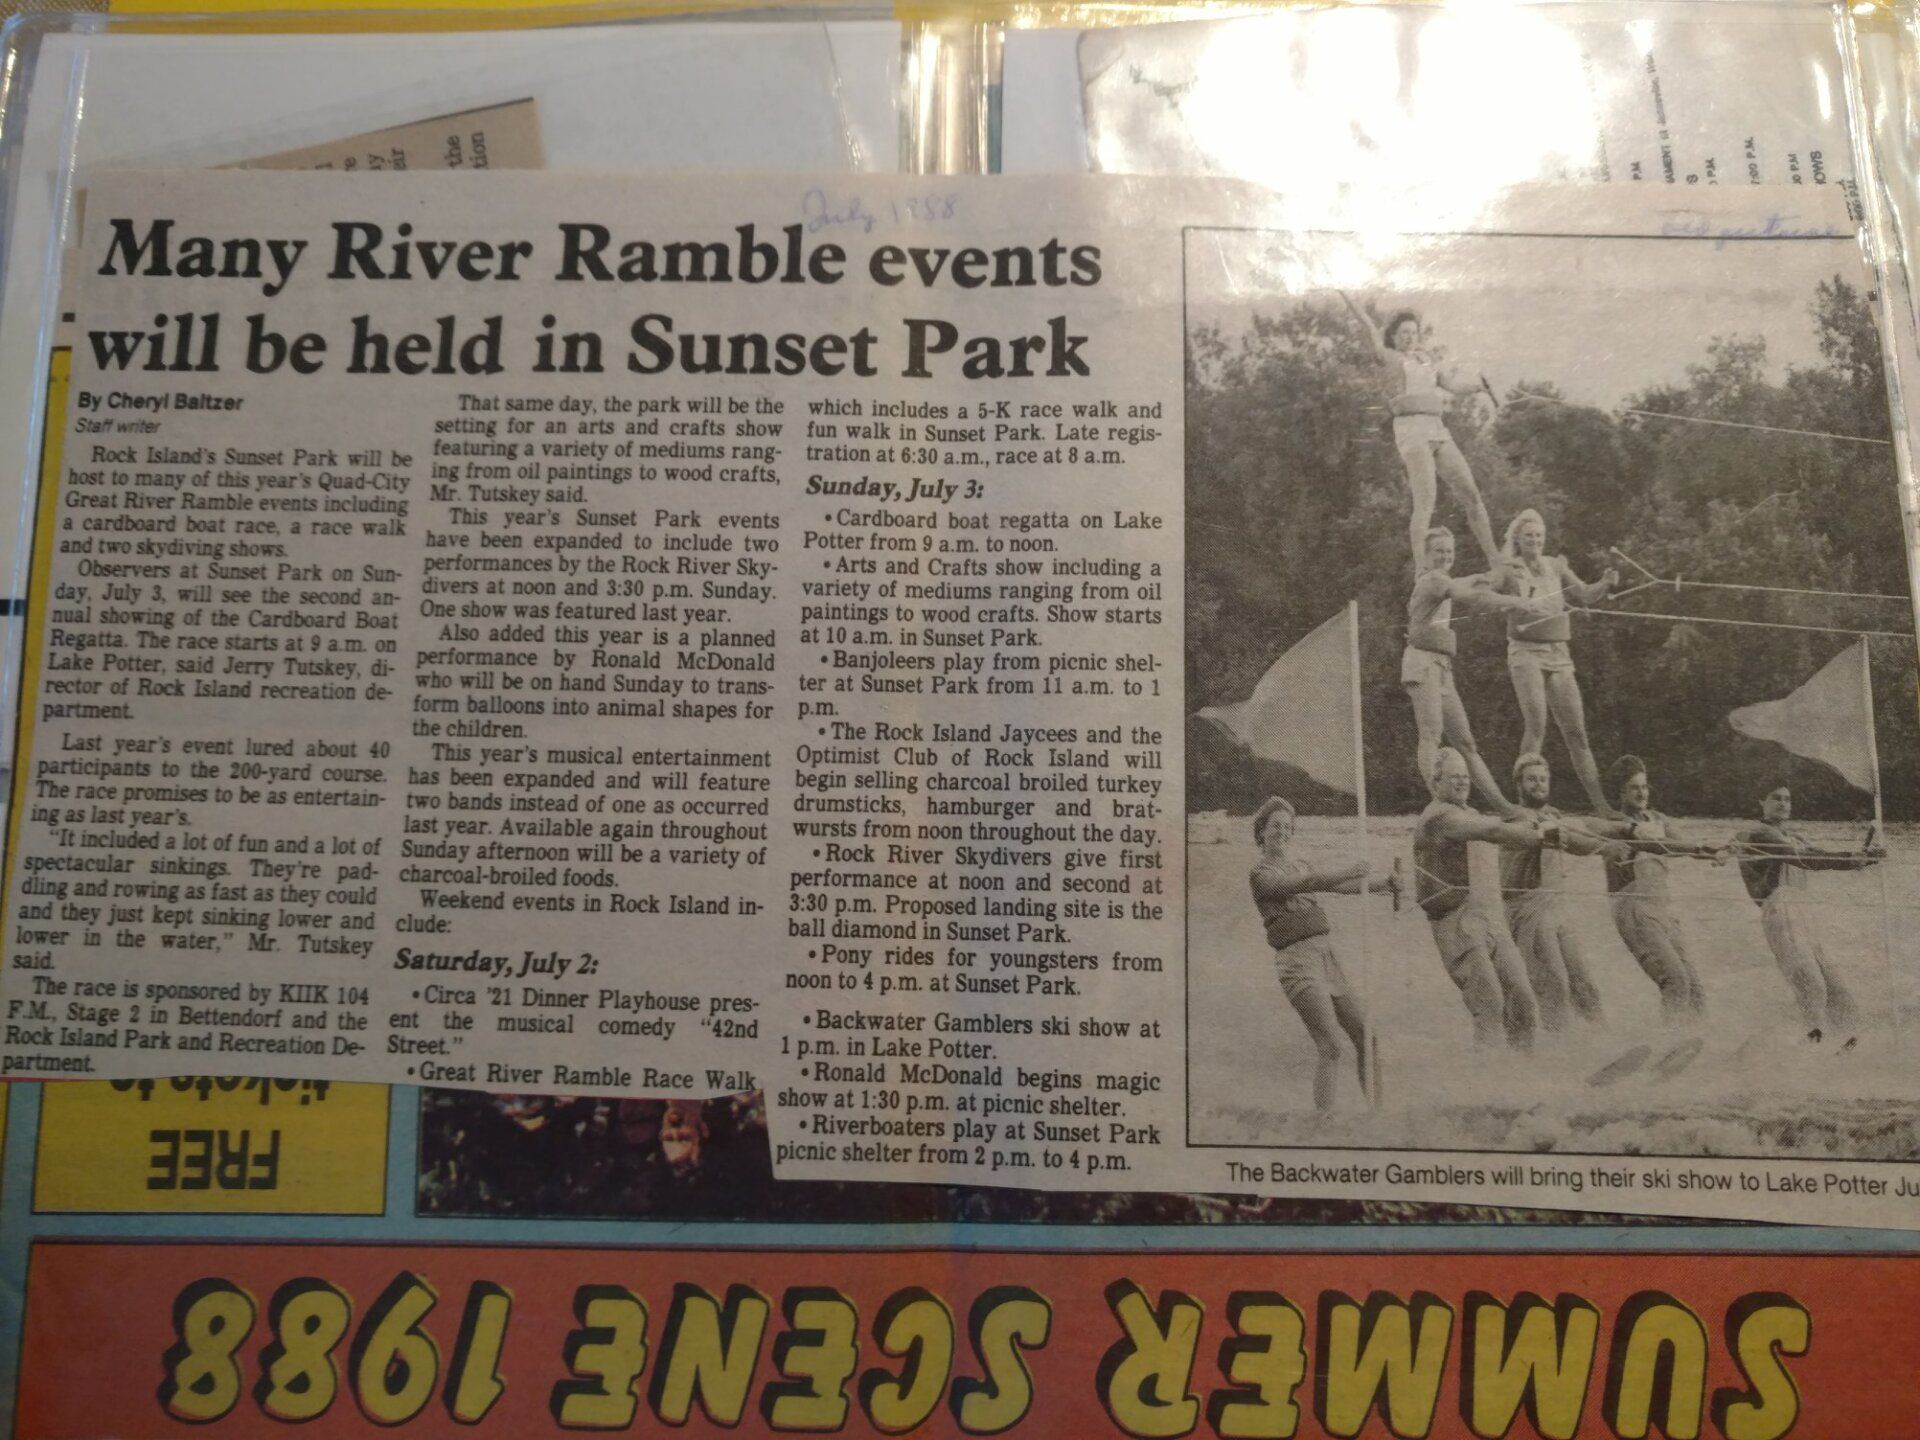 the
tion
July 1988
Many River Ramble events
will be held in Sunset Park
By Cheryl Baltzer
Staff writer
Rock Island's Sunset Park will be
host to many of this year's Quad-City
Great River Ramble events including
a cardboard boat race, a race walk
and two skydiving shows.
Observers at Sunset Park on Sun-
day, July 3, will see the second an-
nual showing of the Cardboard Boat
Regatta. The race starts at 9 a.m. on
Lake Potter, said Jerry Tutskey, di-
rector of Rock Island recreation de-
partment.
Last year's event lured about 40
participants to the 200-yard course.
The race promises to be as entertain-
ing as last year's.
"It included a lot of fun and a lot of
spectacular sinkings. They're pad-
dling and rowing as fast as they could
and they just kept sinking lower and
lower in the water," Mr. Tutskey
said.
The race is sponsored by KIIK 104
F.M., Stage 2 in Bettendorf and the
Rock Island Park and Recreation De-
partment.
That same day, the park will be the
setting for an arts and crafts show
featuring a variety of mediums rang-
ing from oil paintings to wood crafts,
Mr. Tutskey said.
This year's Sunset Park events
have been expanded to include two
performances by the Rock River Sky-
divers at noon and 3:30 p.m. Sunday.
One show was featured last year.
Also added this year is a planned
performance by Ronald McDonald
who will be on hand Sunday to trans-
form balloons into animal shapes for
the children.
This year's musical entertainment
has been expanded and will feature
two bands instead of one as occurred
last year. Available again throughout
Sunday afternoon will be a variety of
charcoal-broiled foods.
Weekend events in Rock Island in-
clude:
Saturday, July 2:
•Circa '21 Dinner Playhouse pres-
ent the musical comedy "42nd
Street."
•Great River Ramble Race Walk
which includes a 5-K race walk and
fun walk in Sunset Park. Late regis-
tration at 6:30 a.m., race at 8 a.m.
Sunday, July 3:
•Cardboard boat regatta on Lake
Potter from 9 a.m. to noon.
•Arts and Crafts show including a
variety of mediums ranging from oil
paintings to wood crafts. Show starts
at 10 a.m. in Sunset Park.
•Banjoleers play from picnic shel-
ter at Sunset Park from 11 a.m. to 1
p.m.
•The Rock Island Jaycees and the
Optimist Club of Rock Island will
begin selling charcoal broiled turkey
drumsticks, hamburger and brat-
wursts from noon throughout the day.
•Rock River Skydivers give first
performance at noon and second at
3:30 p.m. Proposed landing site is the
ball diamond in Sunset Park.
•Pony rides for youngsters from
noon to 4 p.m. at Sunset Park.
•Backwater Gamblers ski show at
1 p.m. in Lake Potter.
•Ronald McDonald begins magic
show at 1:30 p.m. at picnic shelter.
•Riverboaters play at Sunset Park
picnic shelter from 2 p.m. to 4 p.m.
The Backwater Gamblers will bring their ski show to Lake Potter Ju
tickets to
FREE
SUMMER SCENE 1988